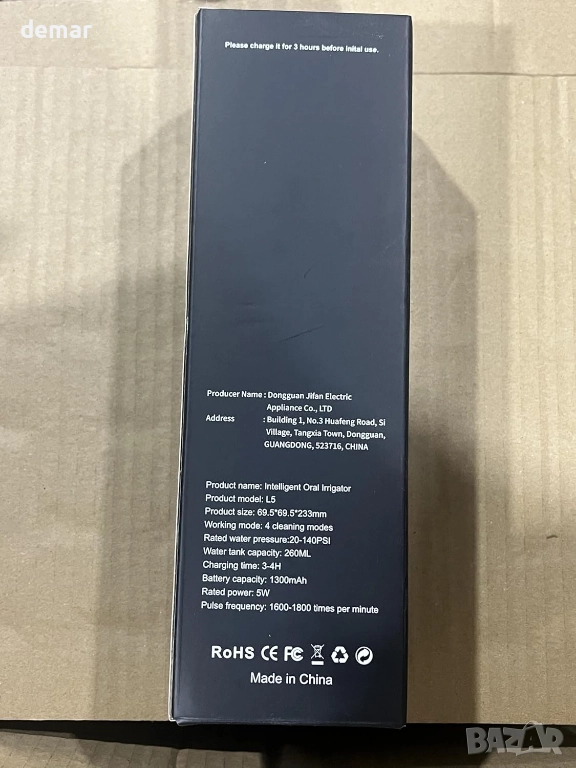 demar
Please charge it for 3 hours before inital use.
Producer Name : Dongguan Jifan Electric
Appliance Co., LTD
Address : Building 1, No.3 Huafeng Road, Si
Village, Tangxia Town, Dongguan,
GUANGDONG, 523716, CHINA
Product name: Intelligent Oral Irrigator
Product model: L5
Product size: 69.5*69.5*233mm
Working mode: 4 cleaning modes
Rated water pressure:20-140PSI
Water tank capacity: 260ML
Charging time: 3-4H
Battery capacity: 1300mAh
Rated power: 5W
Pulse frequency: 1600-1800 times per minute
RoHS CE FC
Made in China
BAZAR